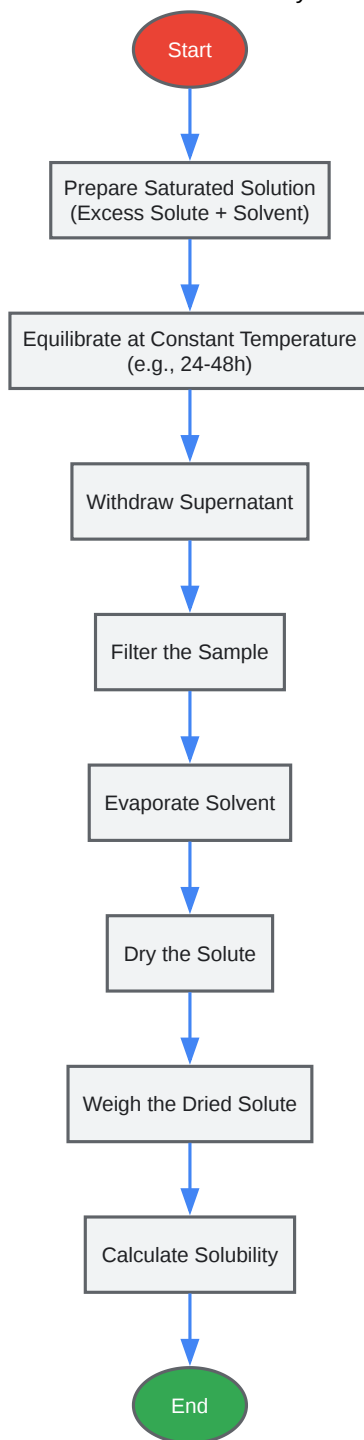 Start
Prepare Saturated Solution
(Excess Solute + Solvent)
Equilibrate at Constant Temperature
(e.g., 24-48h)
Withdraw Supernatant
Filter the Sample
Evaporate Solvent
Dry the Solute
Weigh the Dried Solute
Calculate Solubility
End